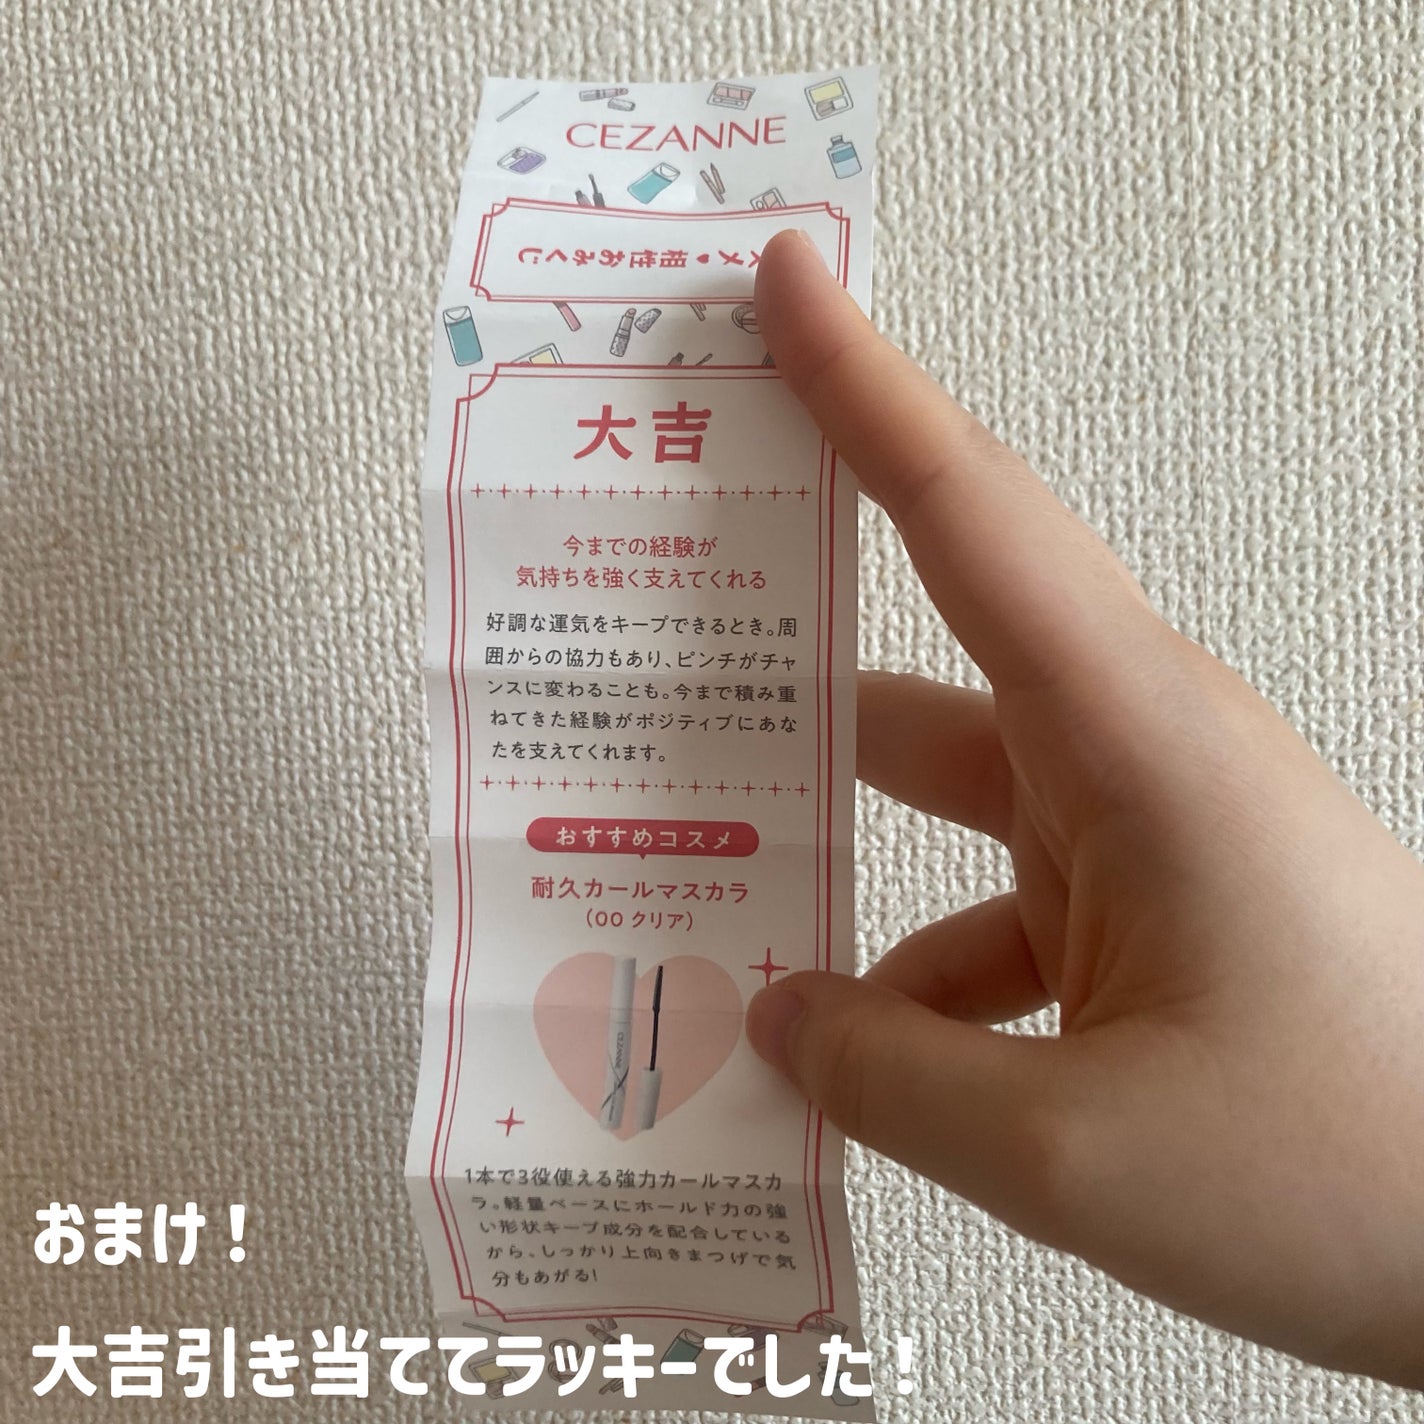 CEZANNE
メ♥相性おみくじ
大吉
今までの経験が
気持ちを強く支えてくれる
好調な運気をキープできるとき。周
囲からの協力もあり、ピンチがチャ
ンスに変わることも。今まで積み重
ねてきた経験がポジティブにあな
たを支えてくれます。
おすすめコスメ
耐久カールマスカラ
（00 クリア）
CEZANNE
1本で3役使える強力カールマスカ
ラ。軽量ベースにホールド力の強
い形状キープ成分を配合している
から、しっかり上向きまつげで気
分もあがる!
おまけ！
大吉引き当ててラッキーでした！